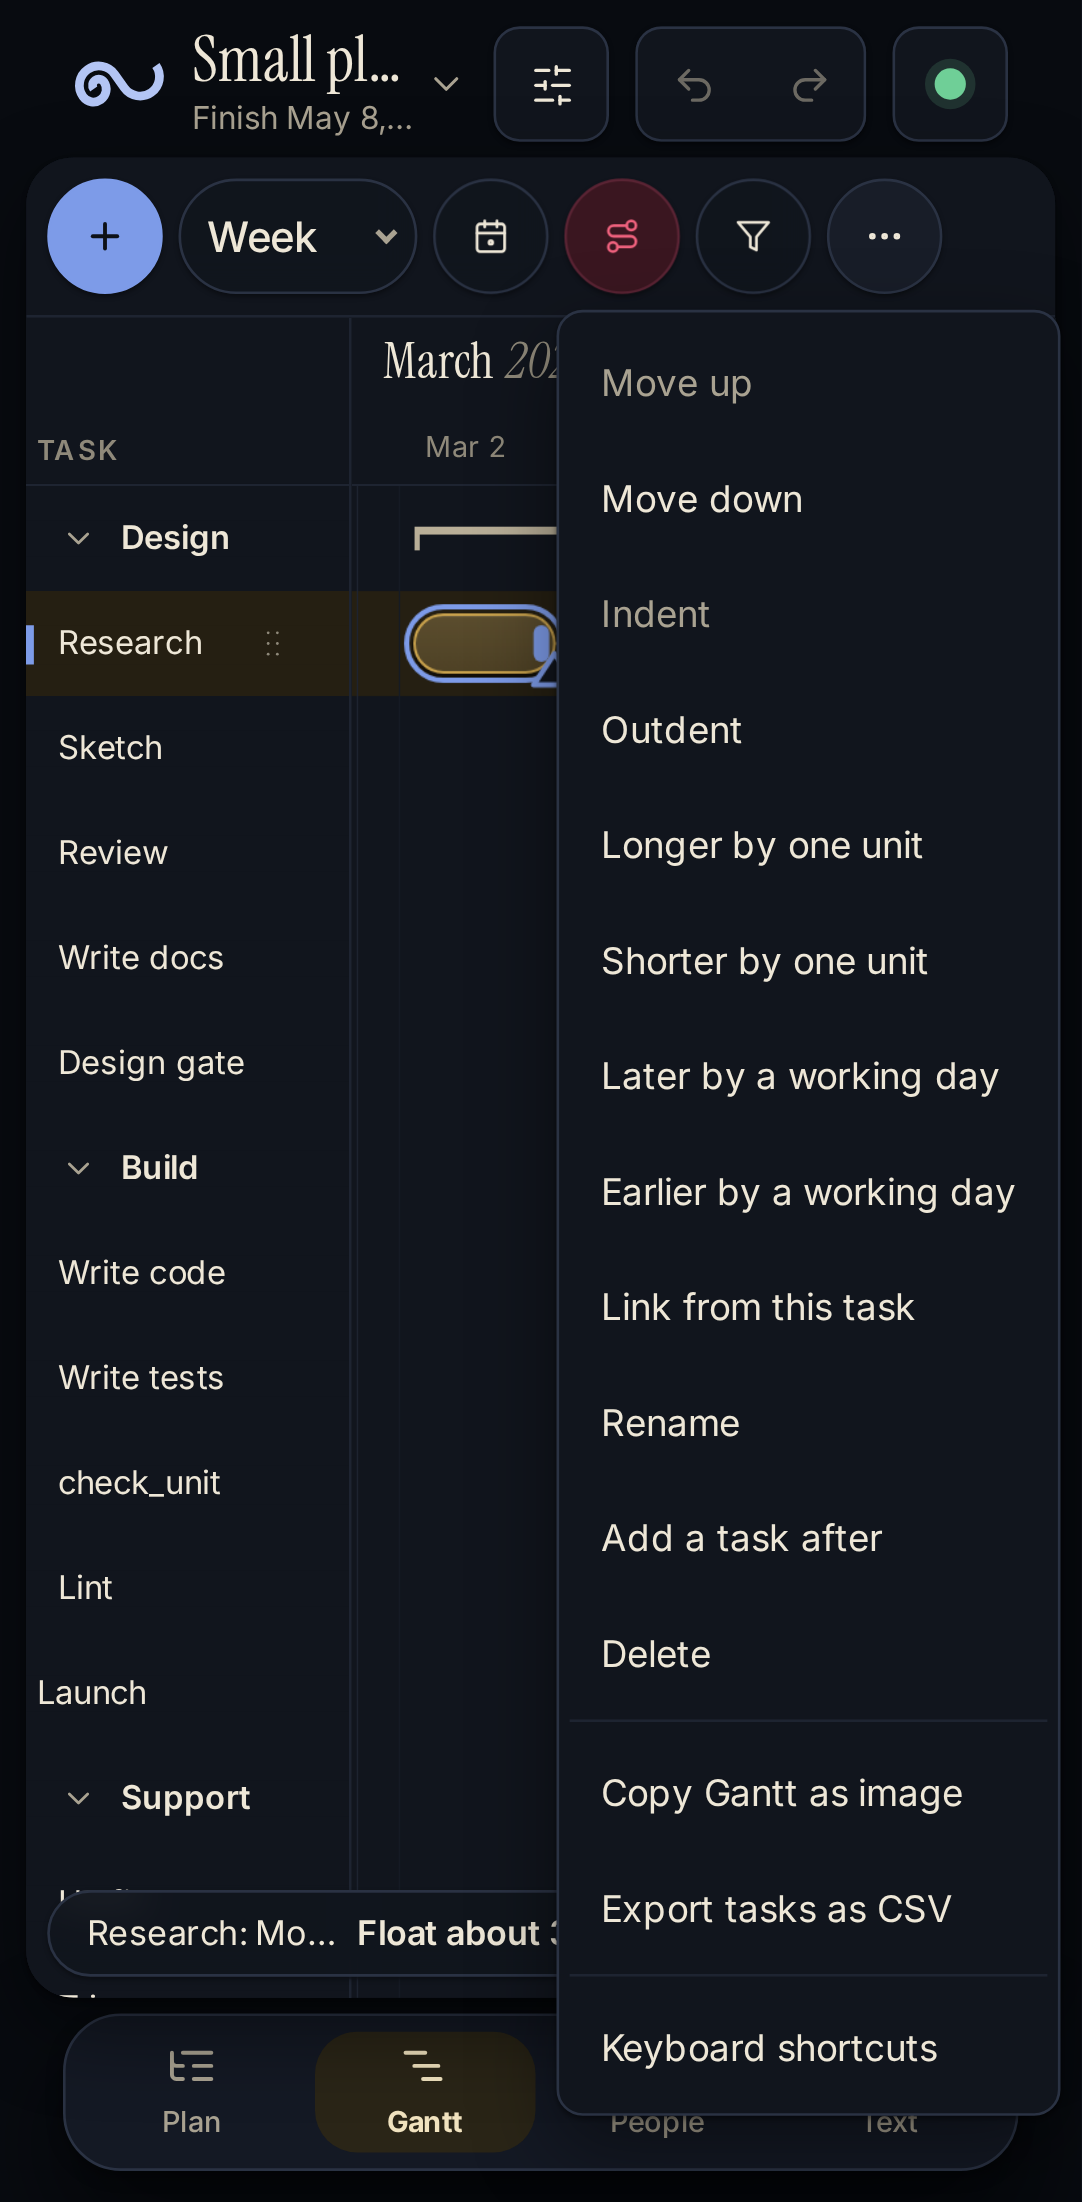 Small pl...
Finish May 8,...
Week
March
Mar 2
TASK
Design
Research
Sketch
Review
Write docs
Design gate
Build
Write code
Write tests
check_unit
Lint
Launch
Support
Research: Mo... Float about
Plan
Gantt
People
Text
Move up
Move down
Indent
Outdent
Longer by one unit
Shorter by one unit
Later by a working day
Earlier by a working day
Link from this task
Rename
Add a task after
Delete
Copy Gantt as image
Export tasks as CSV
Keyboard shortcuts